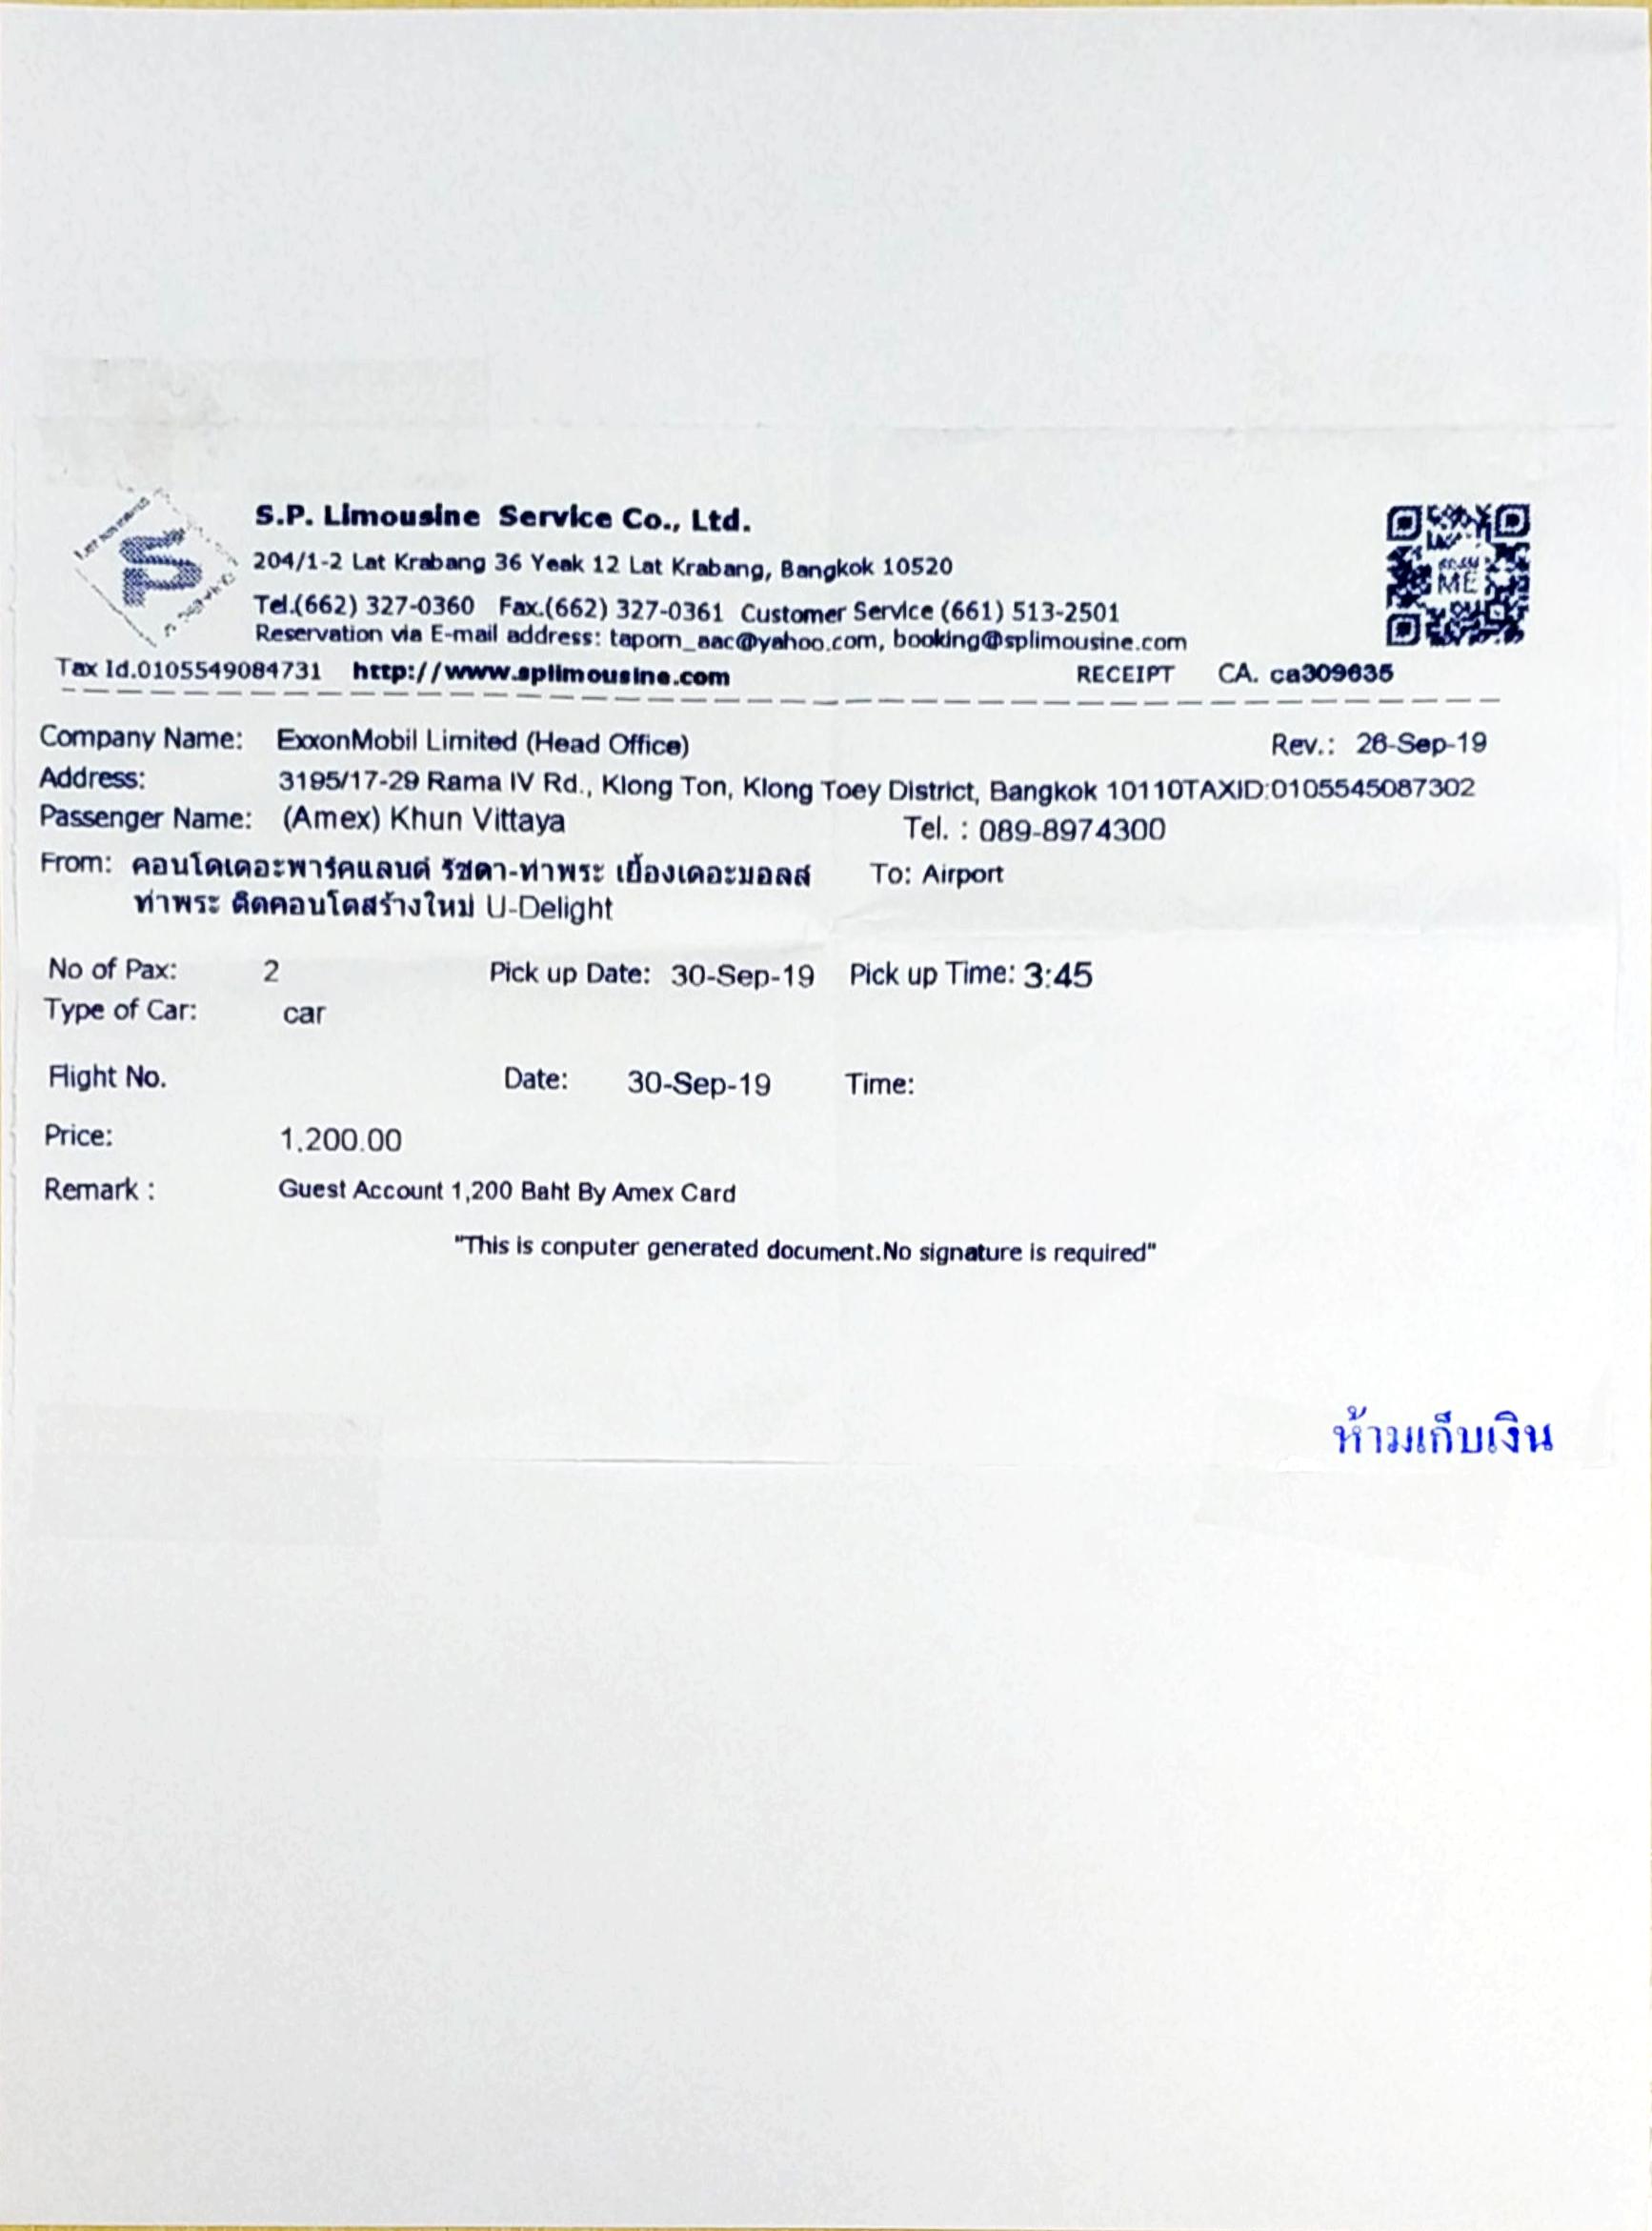 S.P. Limousine Service Co., Ltd.
204/1-2 Lat Krabang 36 Yeak 12 Lat Krabang, Bangkok 10520
Tel.(662) 327-0360 Fax.(662) 327-0361 Customer Service (661) 513-2501
Reservation via E-mail address: taporn_aac@yahoo.com, booking@splimousine.com
Tax Id.0105549084731 http://www.splimousine.com RECEIPT CA. ca309635
ME
Company Name: ExxonMobil Limited (Head Office) Rev.: 26-Sep-19
Address: 3195/17-29 Rama IV Rd., Klong Ton, Klong Toey District, Bangkok 10110TAXID:0105545087302
Passenger Name: (Amex) Khun Vittaya Tel. : 089-8974300
From: คอนโดเดอะพาร์คแลนด์ รัชดา-ท่าพระ เยื้องเดอะมอลล์ To: Airport
ท่าพระ ติดคอนโดสร้างใหม่ U-Delight
No of Pax: 2 Pick up Date: 30-Sep-19 Pick up Time: 3:45
Type of Car: car
Flight No. Date: 30-Sep-19 Time:
Price: 1,200.00
Remark : Guest Account 1,200 Baht By Amex Card
"This is conputer generated document.No signature is required"
ห้ามเก็บเงิน